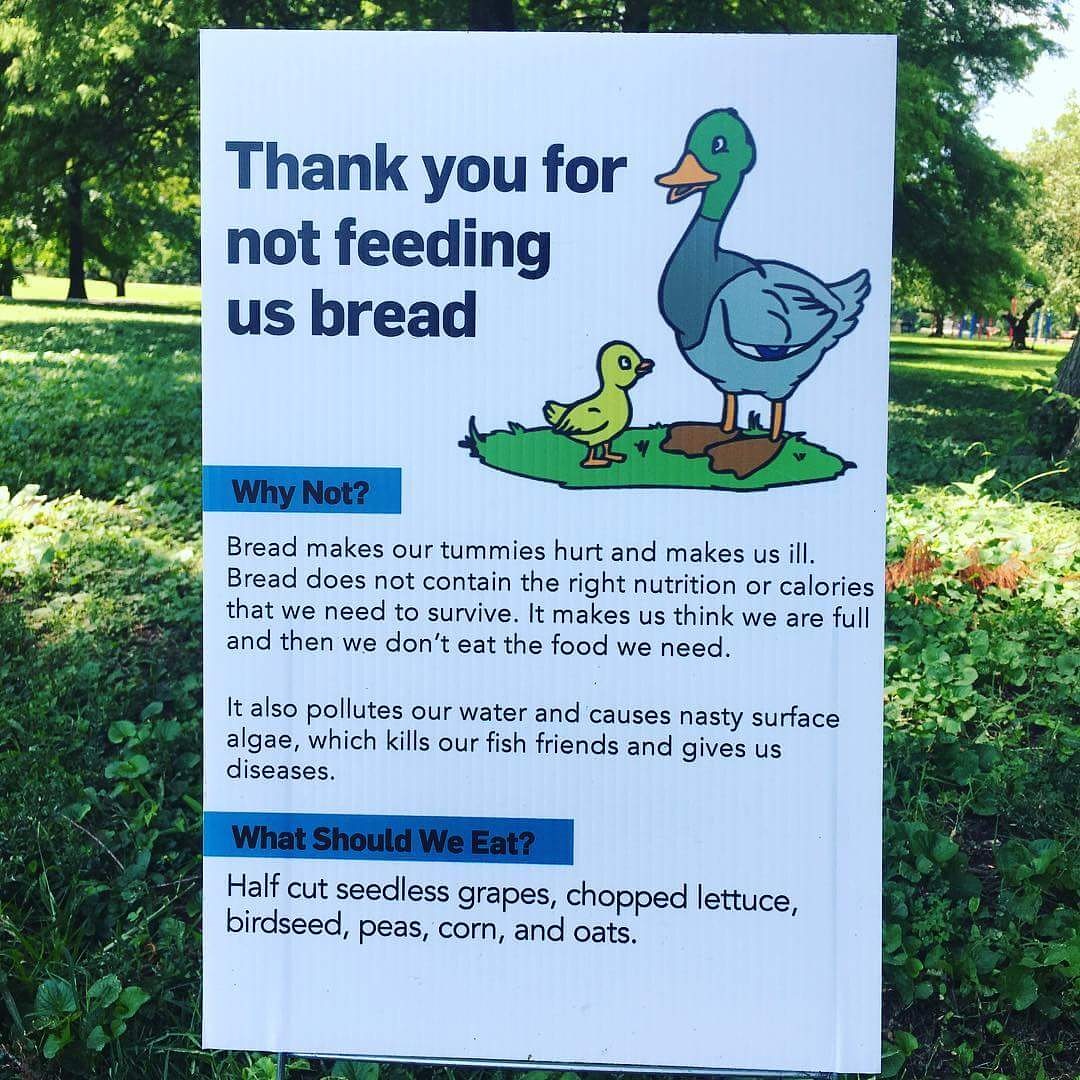 Thank you for
not feeding
us bread
Why Not?
Bread makes our tummies hurt and makes us ill.
Bread does not contain the right nutrition or calories
that we need to survive. It makes us think we are full
and then we don't eat the food we need.
It also pollutes our water and causes nasty surface
algae, which kills our fish friends and gives us
diseases.
What Should We Eat?
Half cut seedless grapes, chopped lettuce,
birdseed, peas, corn, and oats.